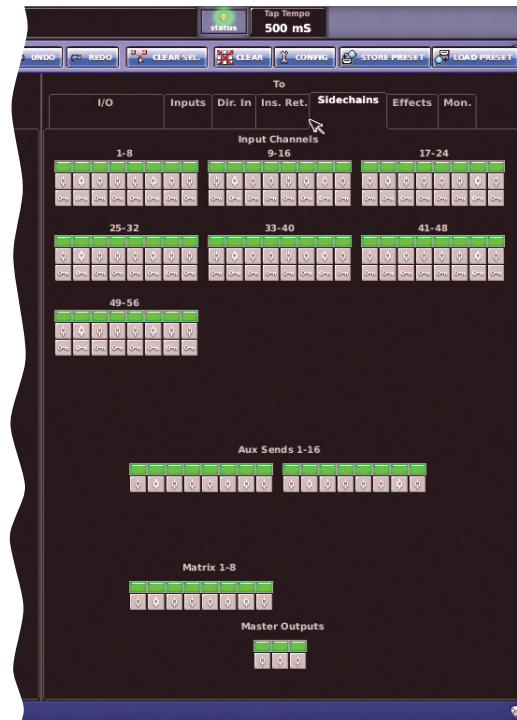 status
Tap Tempo
500 mS
UNDO
REDO
CLEAR SEL.
CLEAR
CONFIG
STORE PRESET
LOAD PRESET
To
I/O
Inputs
Dir. In
Ins. Ret.
Sidechains
Effects
Mon.
Input Channels
1-8
9-16
17-24
25-32
33-40
41-48
49-56
Aux Sends 1-16
Matrix 1-8
Master Outputs